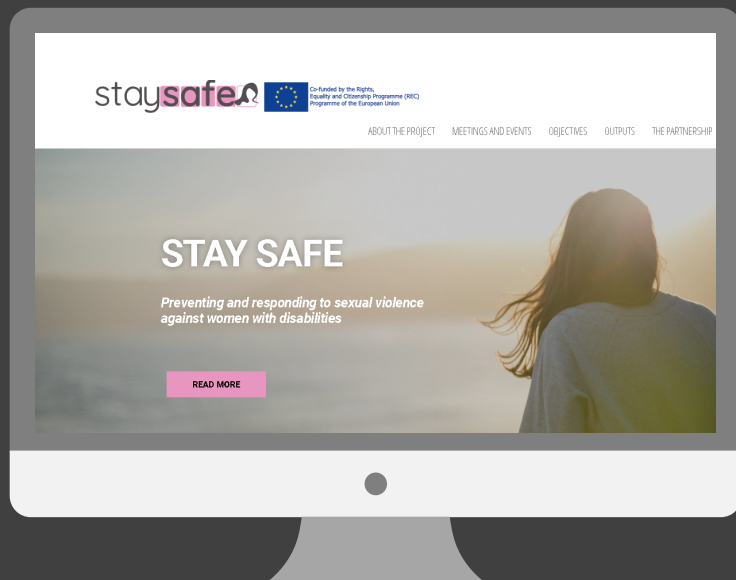 staysafe
Co-funded by the Rights,
Equality and Citizenship Programme (REC)
Programme of the European Union
ABOUT THE PROJECT MEETINGS AND EVENTS OBJECTIVES OUTPUTS THE PARTNERSHIP
STAY SAFE
Preventing and responding to sexual violence
against women with disabilities
READ MORE